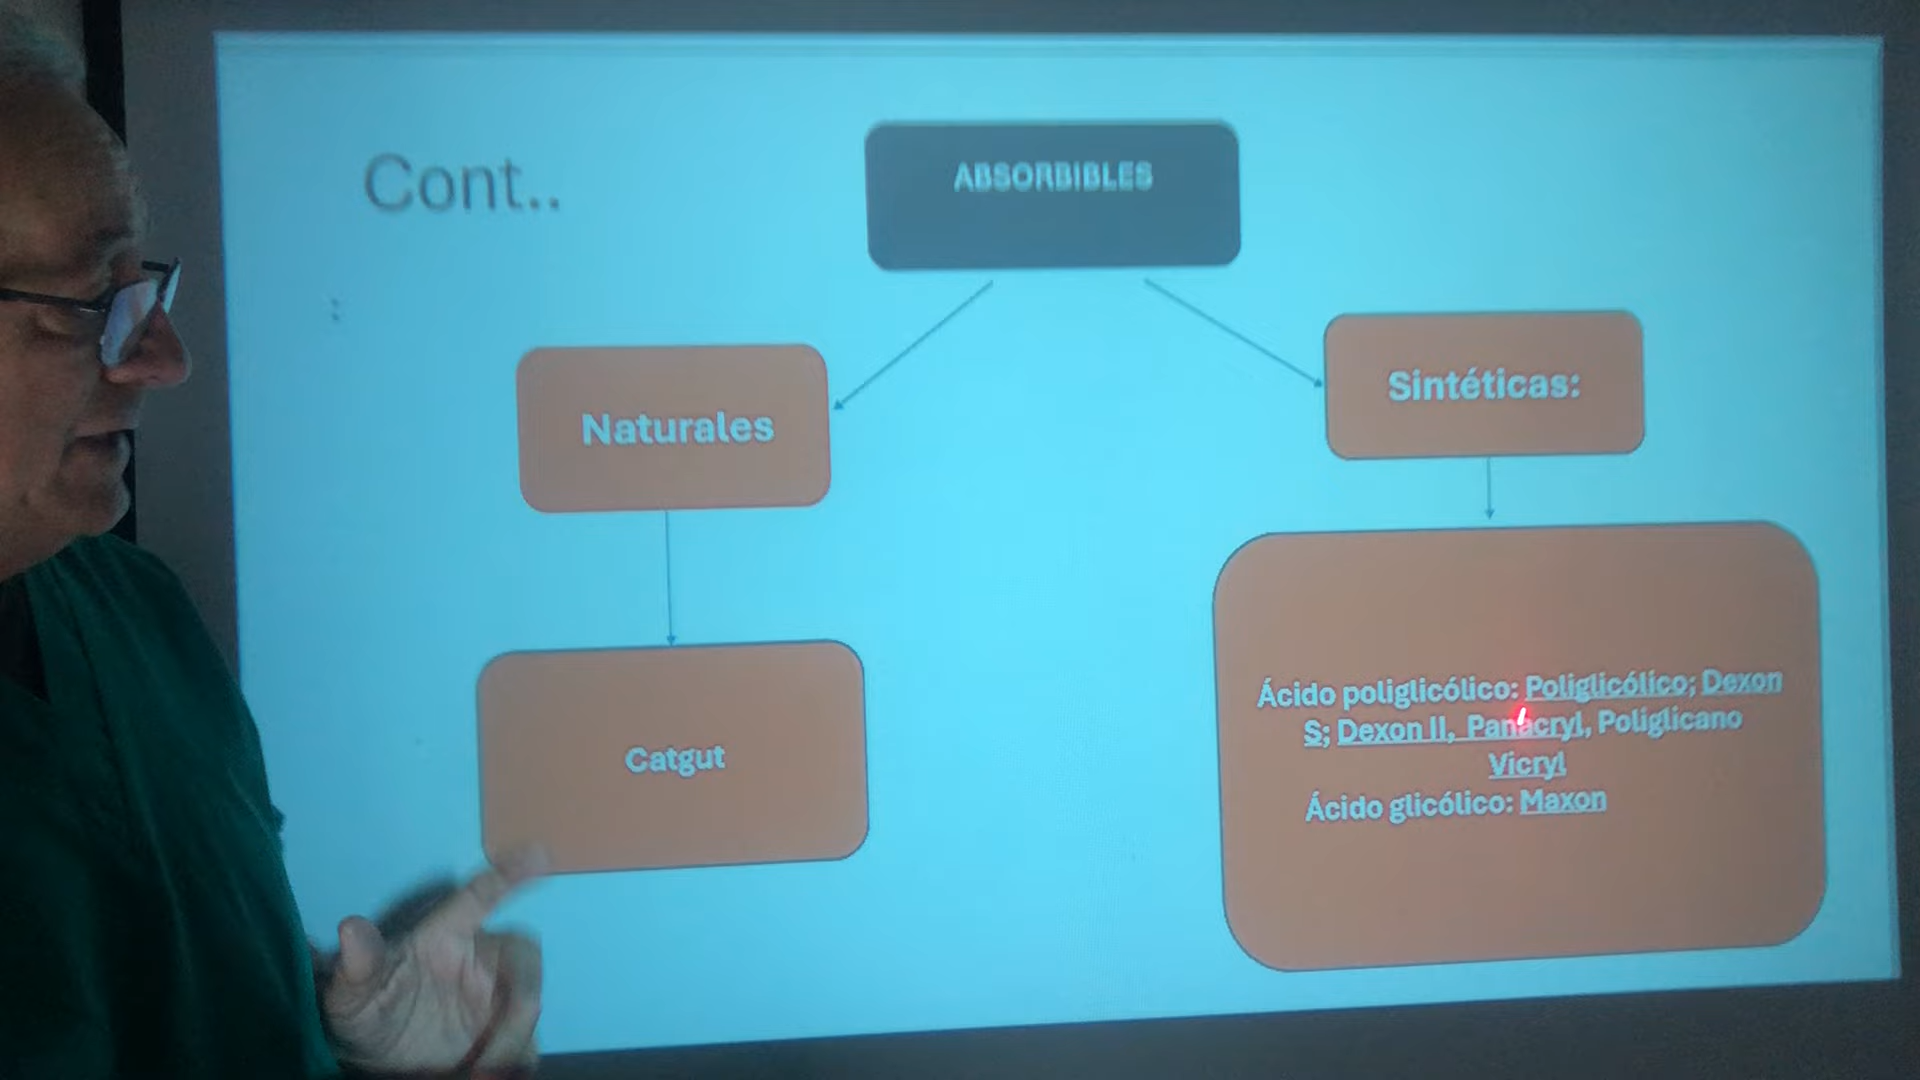 Cont..
:
ABSORBIBLES
Naturales
Sintéticas:
Catgut
Ácido poliglicólico: Poliglicólico; Dexon
S; Dexon II, Panacryl, Poliglicano
Vicryl
Ácido glicólico: Maxon